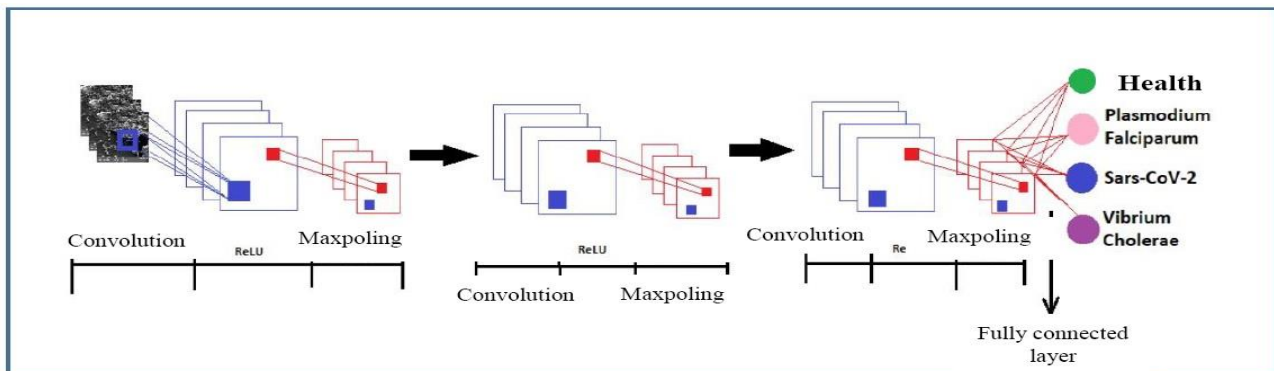 Health
Plasmodium
Falciparum
Sars-CoV-2
Vibrium
Cholerae
Convolution
ReLU
Maxpoling
Convolution
ReLU
Maxpoling
Convolution
Re
Maxpoling
Fully connected
layer